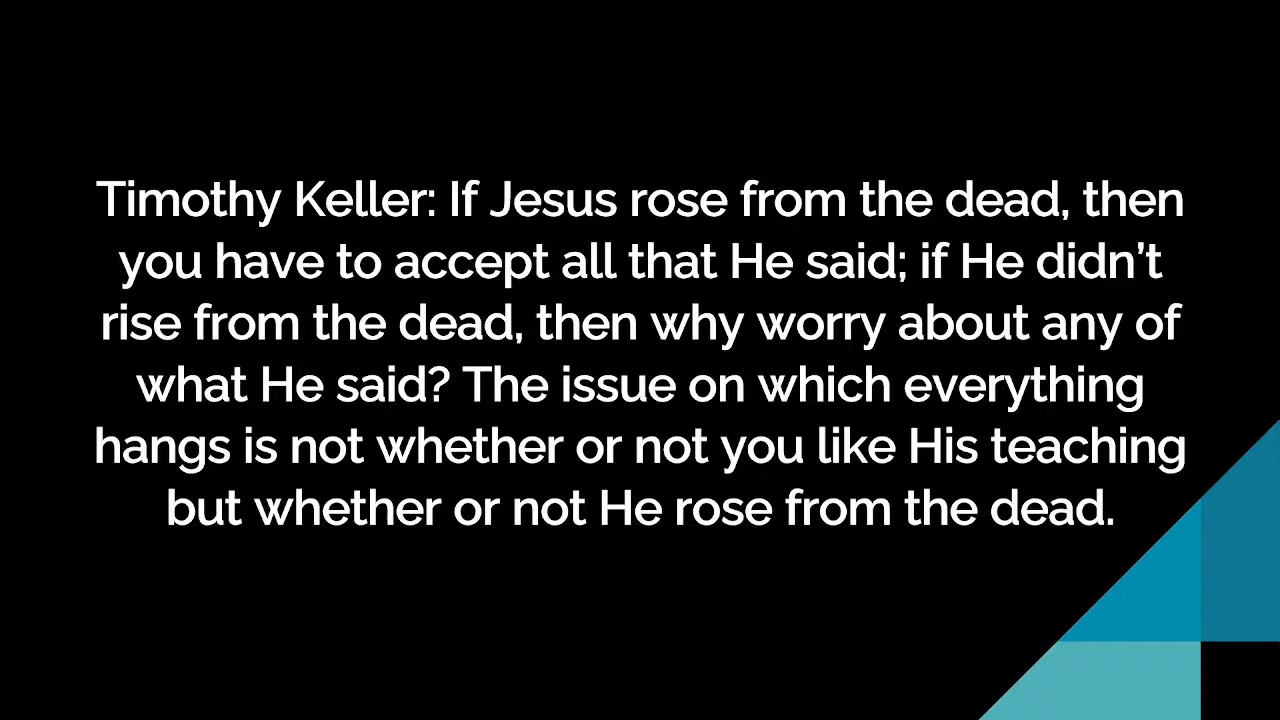 Timothy Keller: If Jesus rose from the dead, then
you have to accept all that He said; if He didn’t
rise from the dead, then why worry about any of
what He said? The issue on which everything
hangs is not whether or not you like His teaching
but whether or not He rose from the dead.